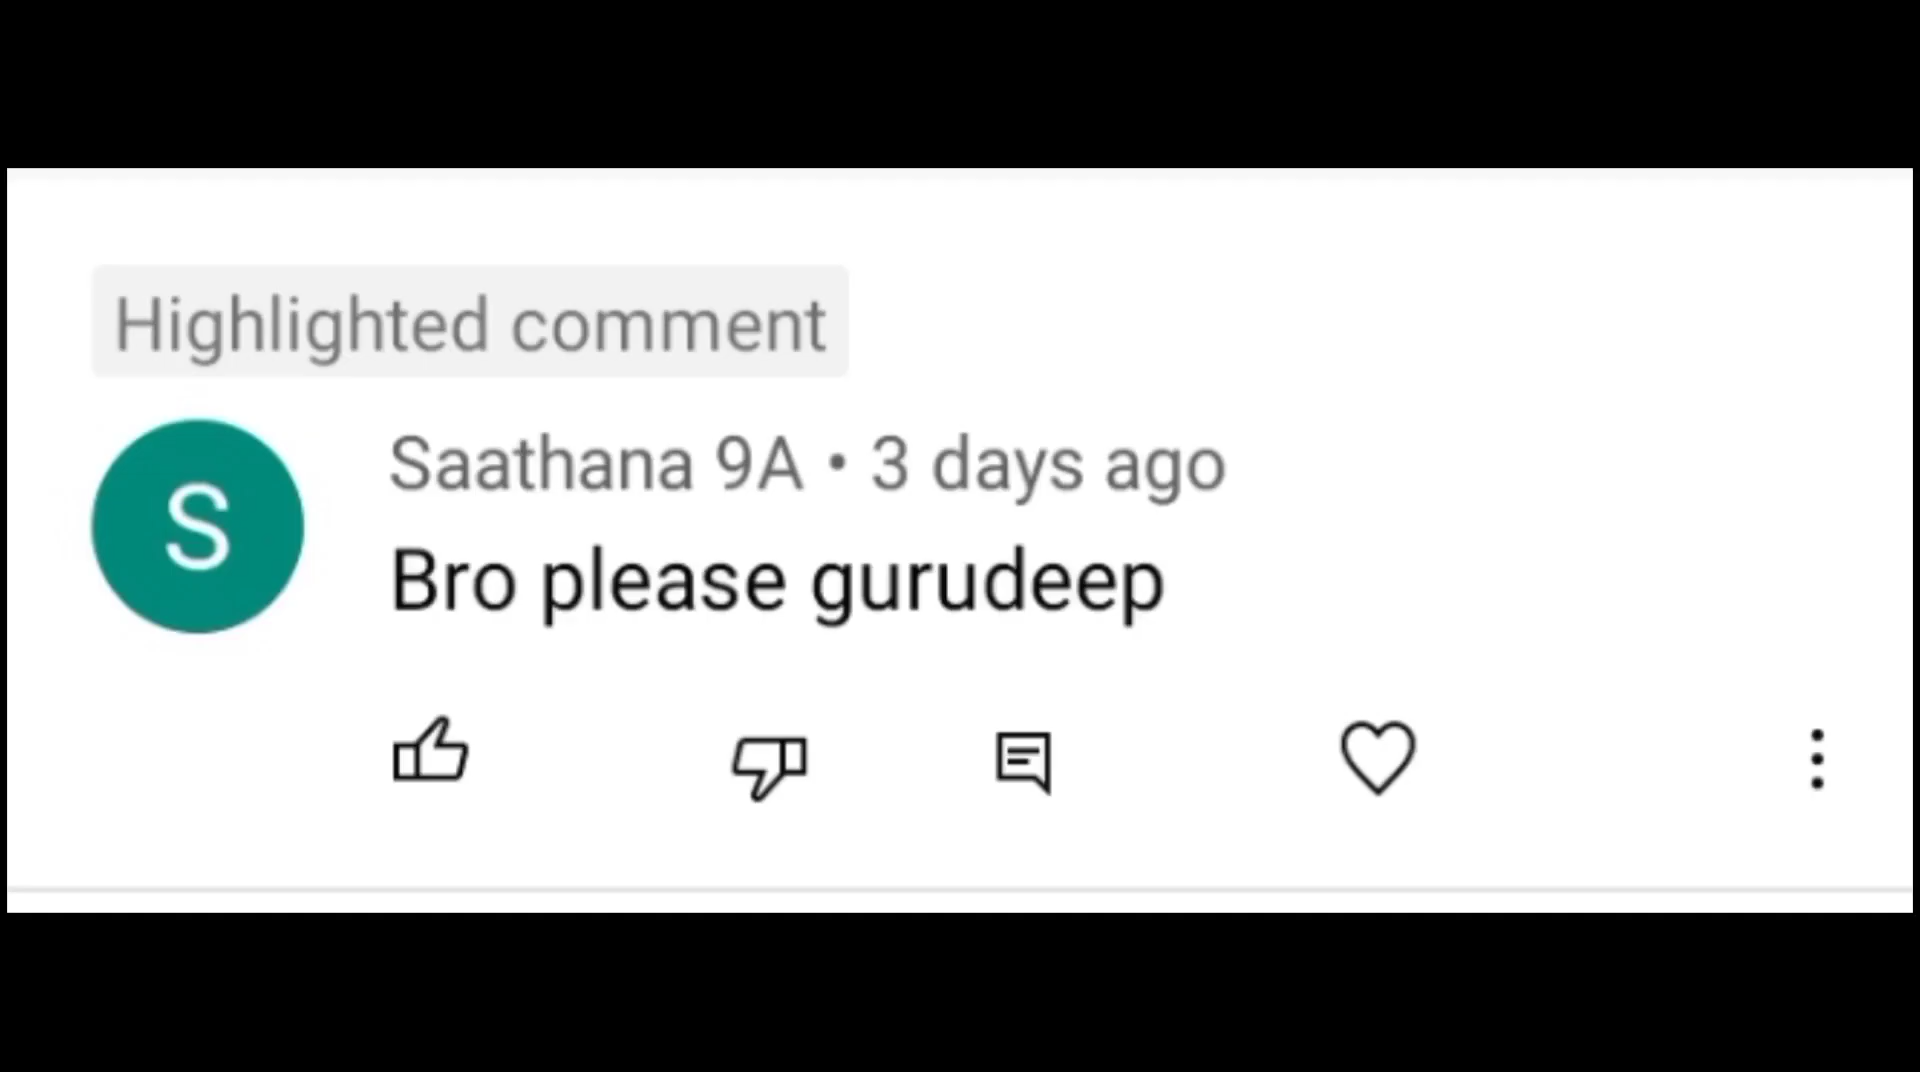 Highlighted comment
S
Saathana 9A • 3 days ago
Bro please gurudeep